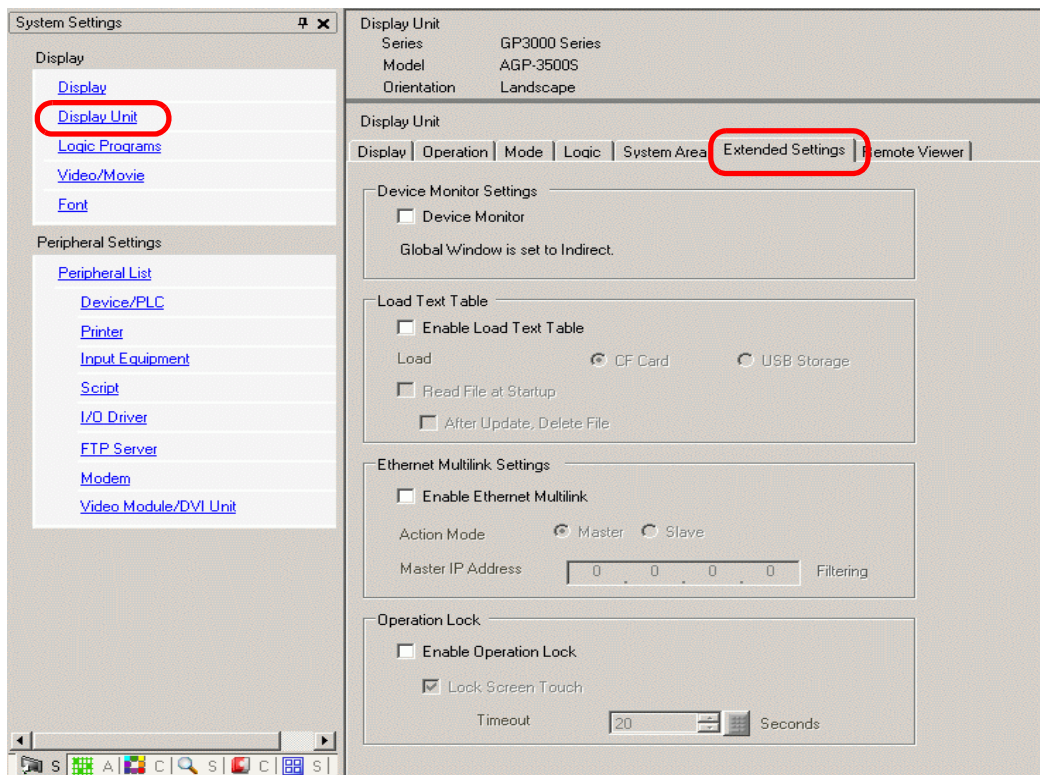 System Settings
Display
Display
Display Unit
Logic Programs
Video/Movie
Font
Peripheral Settings
Peripheral List
Device/PLC
Printer
Input Equipment
Script
I/O Driver
FTP Server
Modem
Video Module/DVI Unit
S A C S C S
Display Unit
Series GP3000 Series
Model AGP-3500S
Orientation Landscape
Display Unit
Display Operation Mode Logic System Area Extended Settings Remote Viewer
Device Monitor Settings
Device Monitor
Global Window is set to Indirect.
Load Text Table
Enable Load Text Table
Load CF Card USB Storage
Read File at Startup
After Update, Delete File
Ethernet Multilink Settings
Enable Ethernet Multilink
Action Mode Master Slave
Master IP Address 0 . 0 . 0 . 0 Filtering
Operation Lock
Enable Operation Lock
Lock Screen Touch
Timeout 20 Seconds